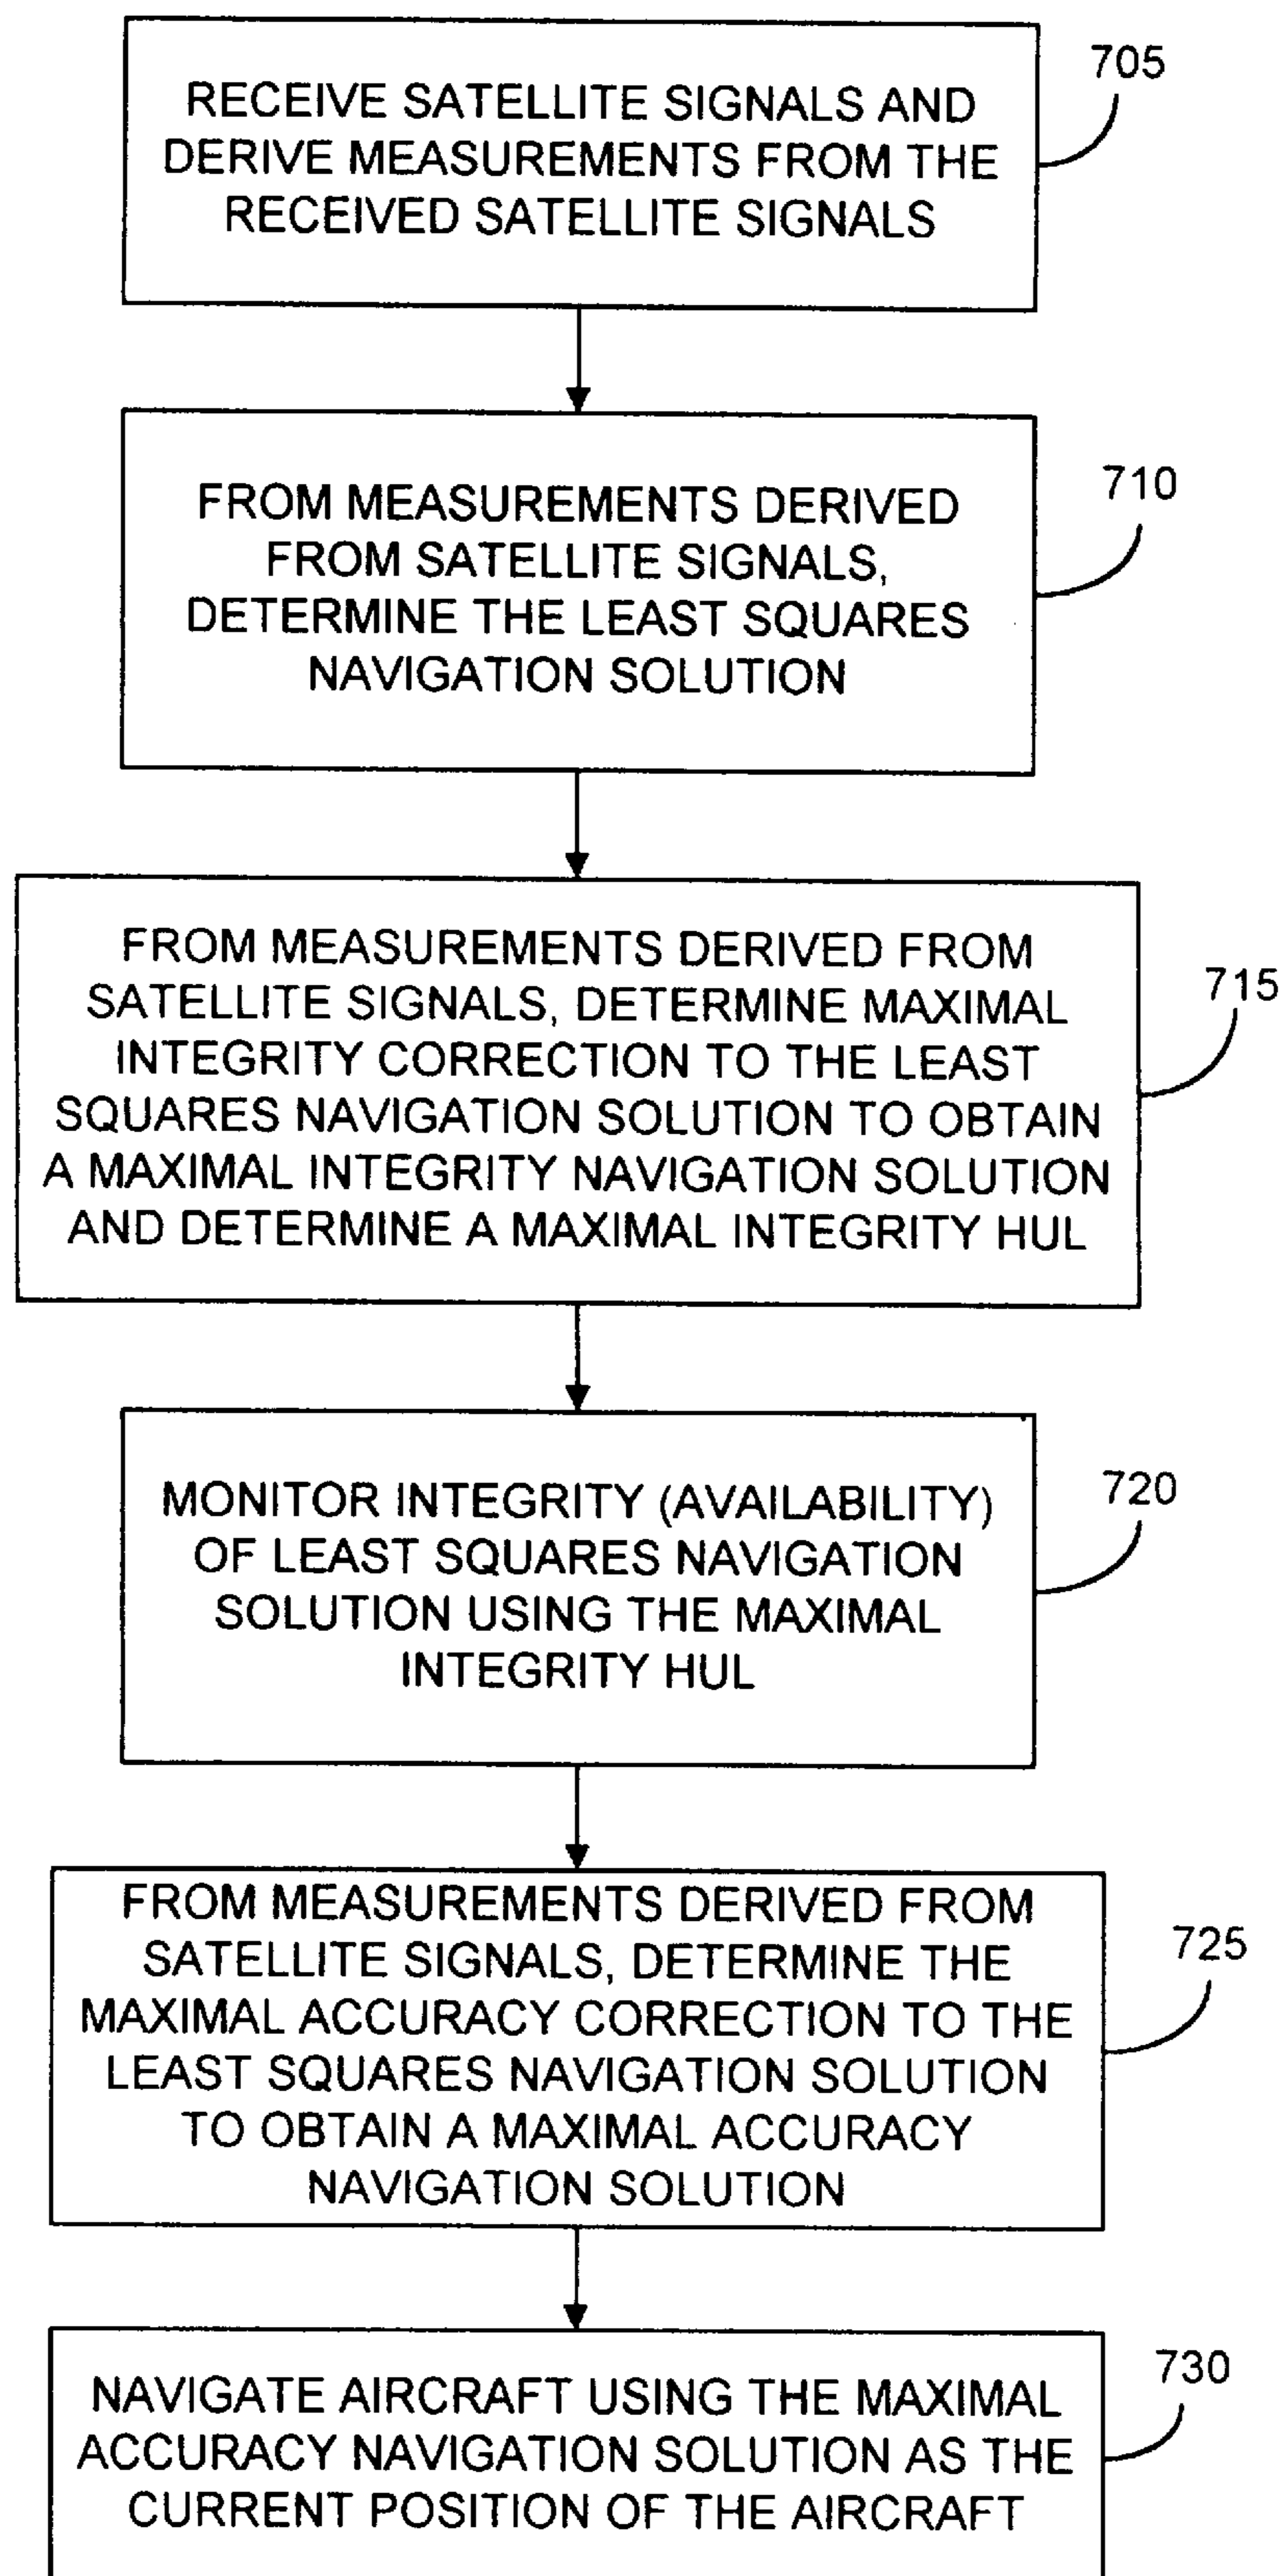 RECEIVE SATELLITE SIGNALS AND
DERIVE MEASUREMENTS FROM THE
RECEIVED SATELLITE SIGNALS
705
FROM MEASUREMENTS DERIVED
FROM SATELLITE SIGNALS,
DETERMINE THE LEAST SQUARES
NAVIGATION SOLUTION
710
FROM MEASUREMENTS DERIVED FROM
SATELLITE SIGNALS, DETERMINE MAXIMAL
INTEGRITY CORRECTION TO THE LEAST
SQUARES NAVIGATION SOLUTION TO OBTAIN
A MAXIMAL INTEGRITY NAVIGATION SOLUTION
AND DETERMINE A MAXIMAL INTEGRITY HUL
715
MONITOR INTEGRITY (AVAILABILITY)
OF LEAST SQUARES NAVIGATION
SOLUTION USING THE MAXIMAL
INTEGRITY HUL
720
FROM MEASUREMENTS DERIVED FROM
SATELLITE SIGNALS, DETERMINE THE
MAXIMAL ACCURACY CORRECTION TO THE
LEAST SQUARES NAVIGATION SOLUTION
TO OBTAIN A MAXIMAL ACCURACY
NAVIGATION SOLUTION
725
NAVIGATE AIRCRAFT USING THE MAXIMAL
ACCURACY NAVIGATION SOLUTION AS THE
CURRENT POSITION OF THE AIRCRAFT
730